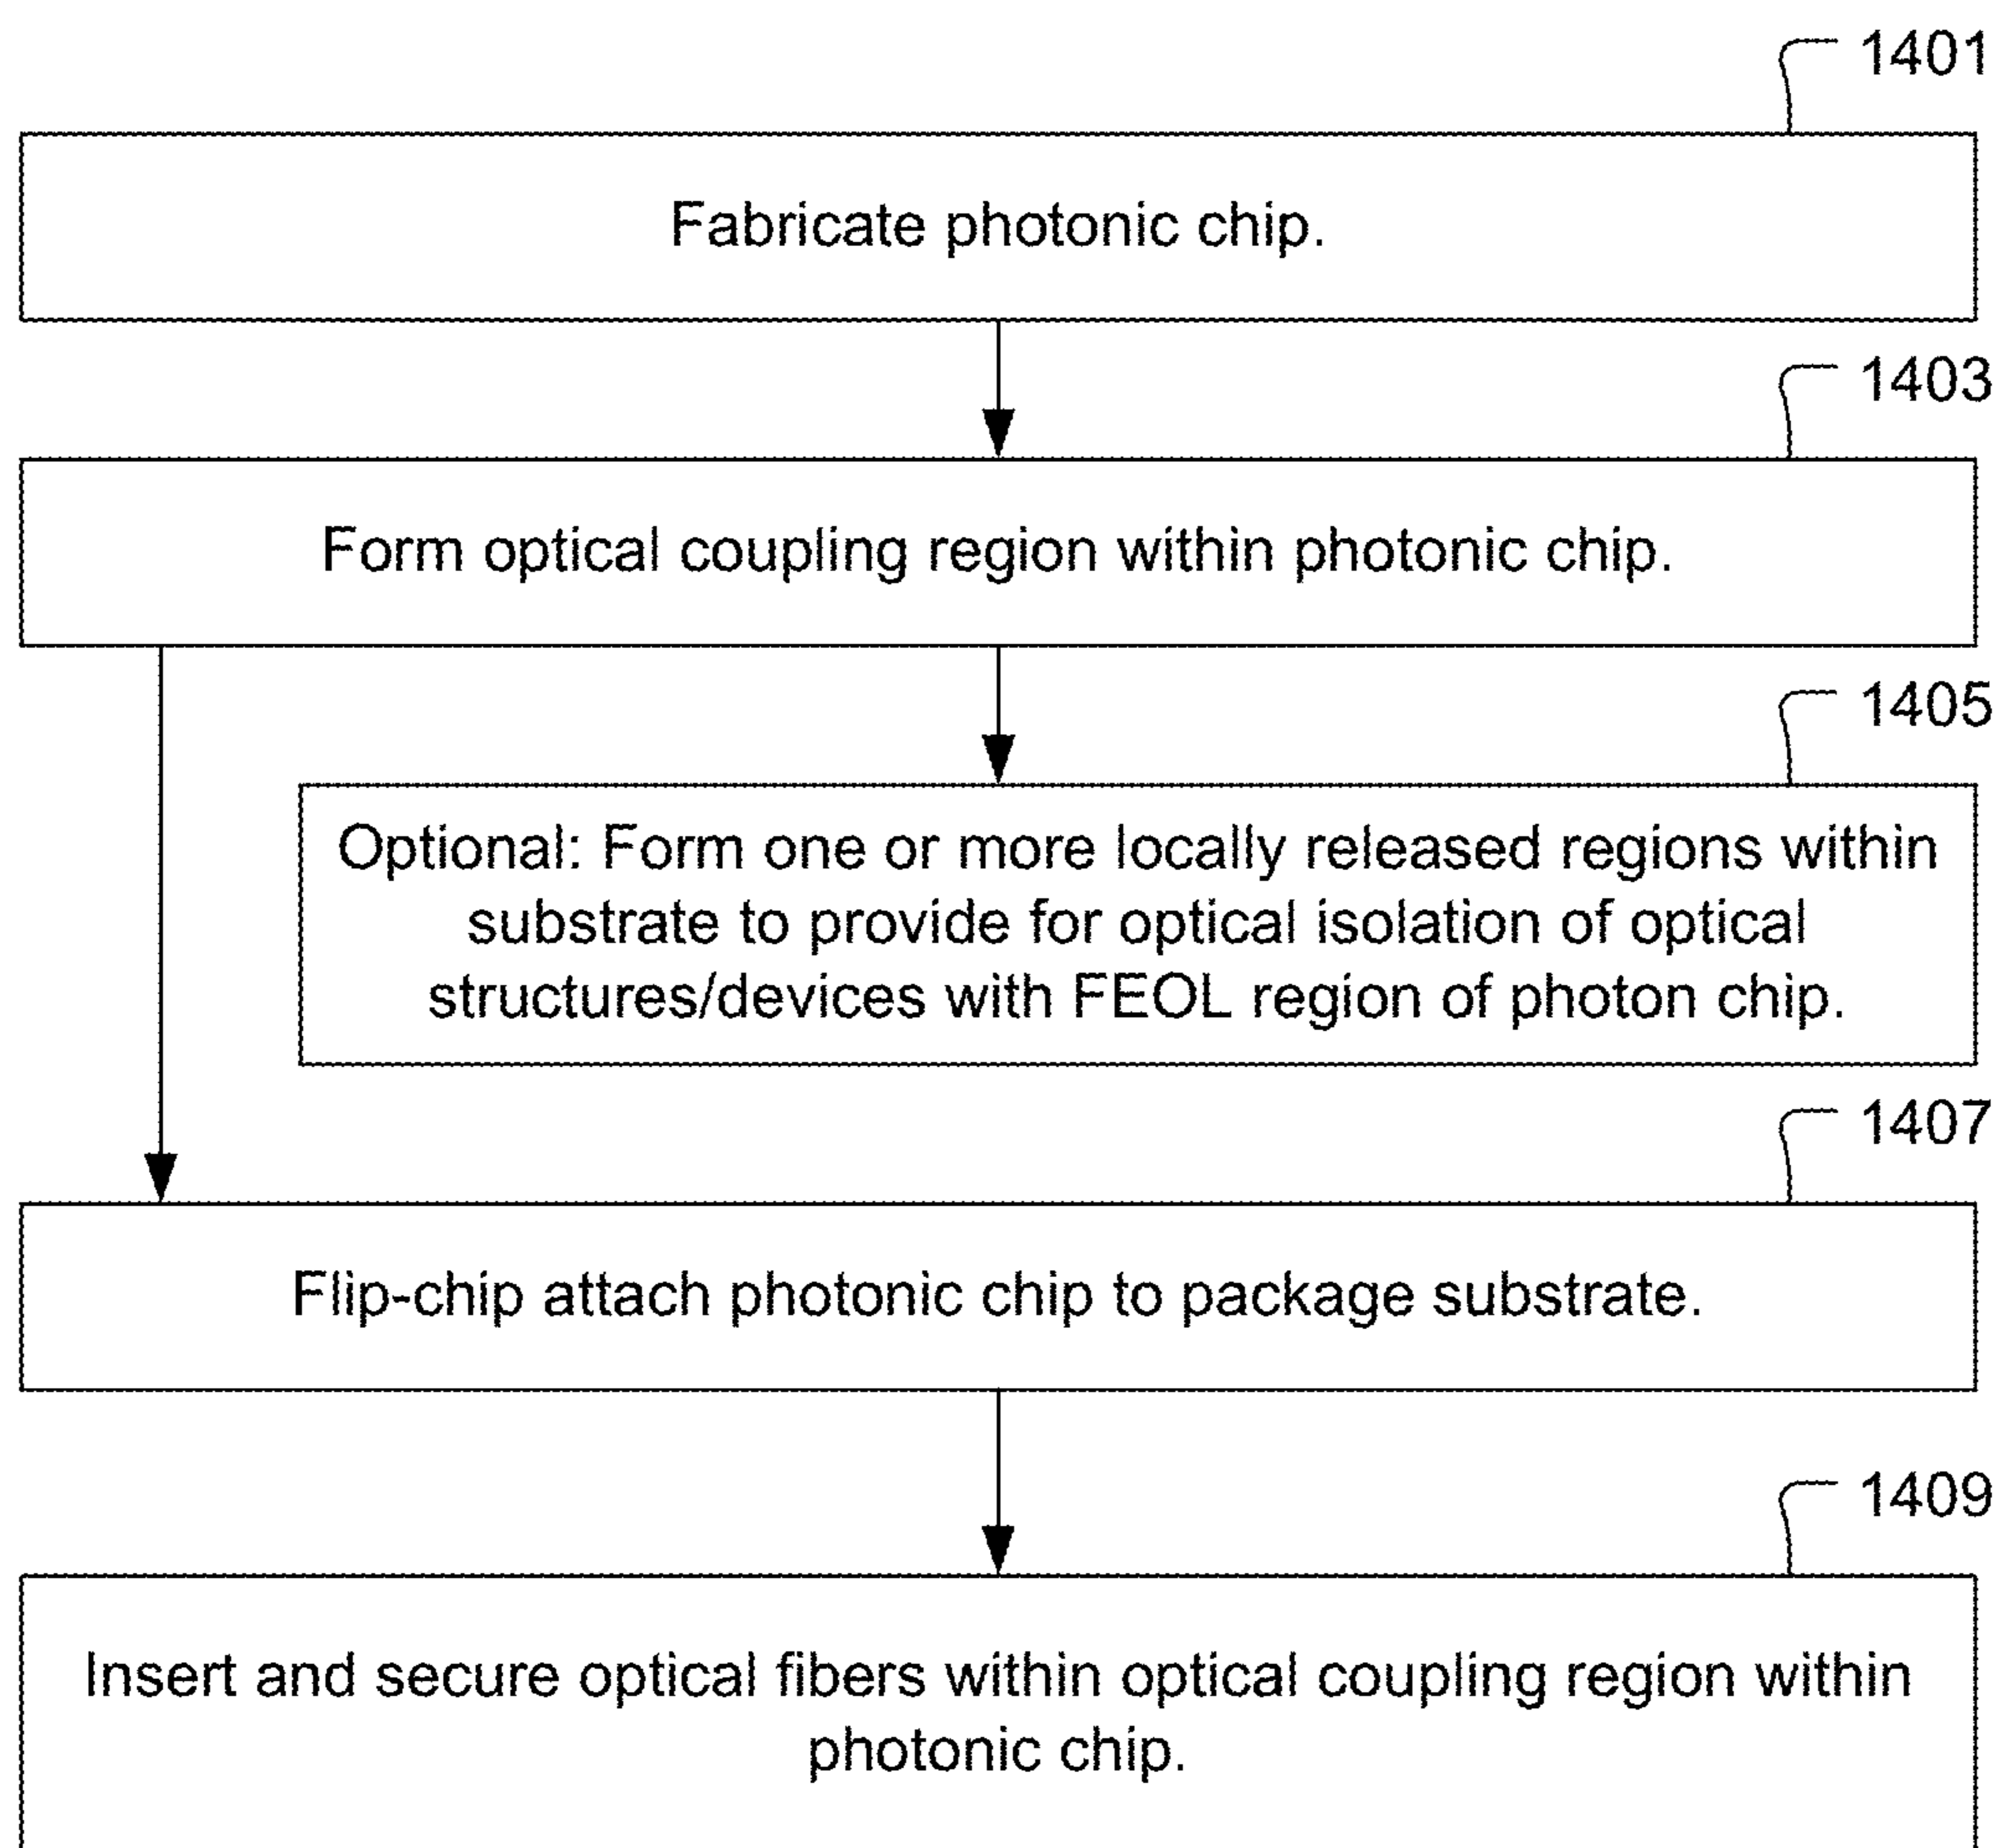 1401
Fabricate photonic chip.
1403
Form optical coupling region within photonic chip.
1405
Optional: Form one or more locally released regions within
substrate to provide for optical isolation of optical
structures/devices with FEOL region of photon chip.
1407
Flip-chip attach photonic chip to package substrate.
1409
Insert and secure optical fibers within optical coupling region within
photonic chip.